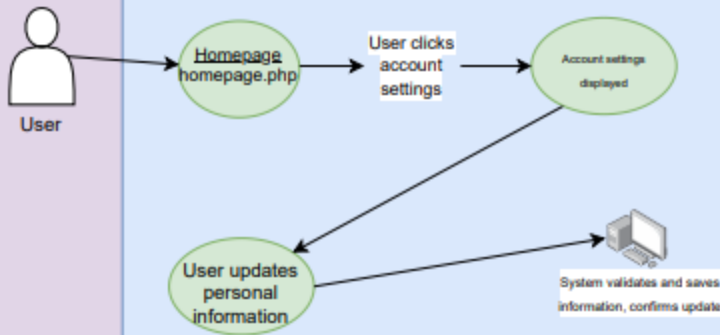 User
Homepage
homepage.php
User clicks
account
settings
Account settings
displayed
User updates
personal
information
System validates and saves
information, confirms update